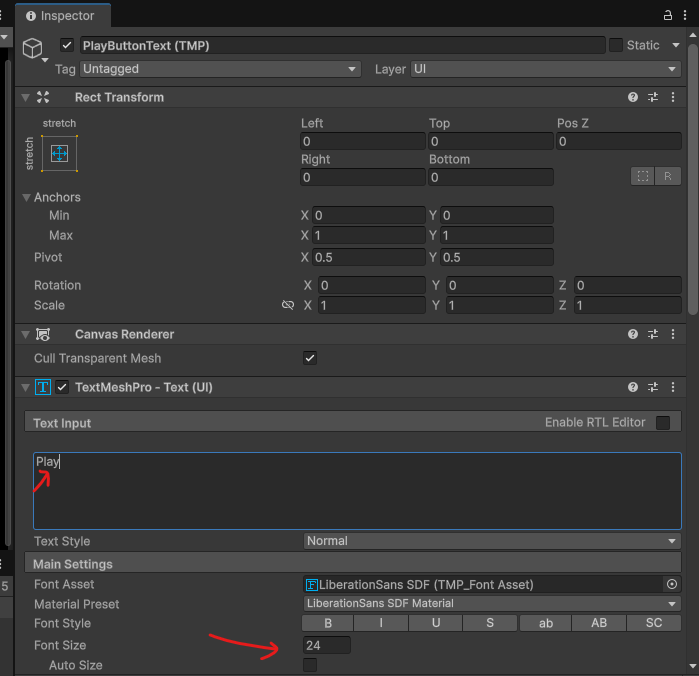 Inspector
PlayButtonText (TMP)
Static
Tag Untagged
Layer UI
Rect Transform
stretch
stretch
Left Top Pos Z
0 0 0
Right Bottom
0 0
R
Anchors
Min X 0 Y 0
Max X 1 Y 1
Pivot X 0.5 Y 0.5
Rotation X 0 Y 0 Z 0
Scale X 1 Y 1 Z 1
Canvas Renderer
Cull Transparent Mesh
TextMeshPro - Text (UI)
Text Input Enable RTL Editor
Play
Text Style Normal
Main Settings
5
Font Asset LiberationSans SDF (TMP_Font Asset)
Material Preset LiberationSans SDF Material
Font Style B I U S ab AB SC
Font Size 24
Auto Size